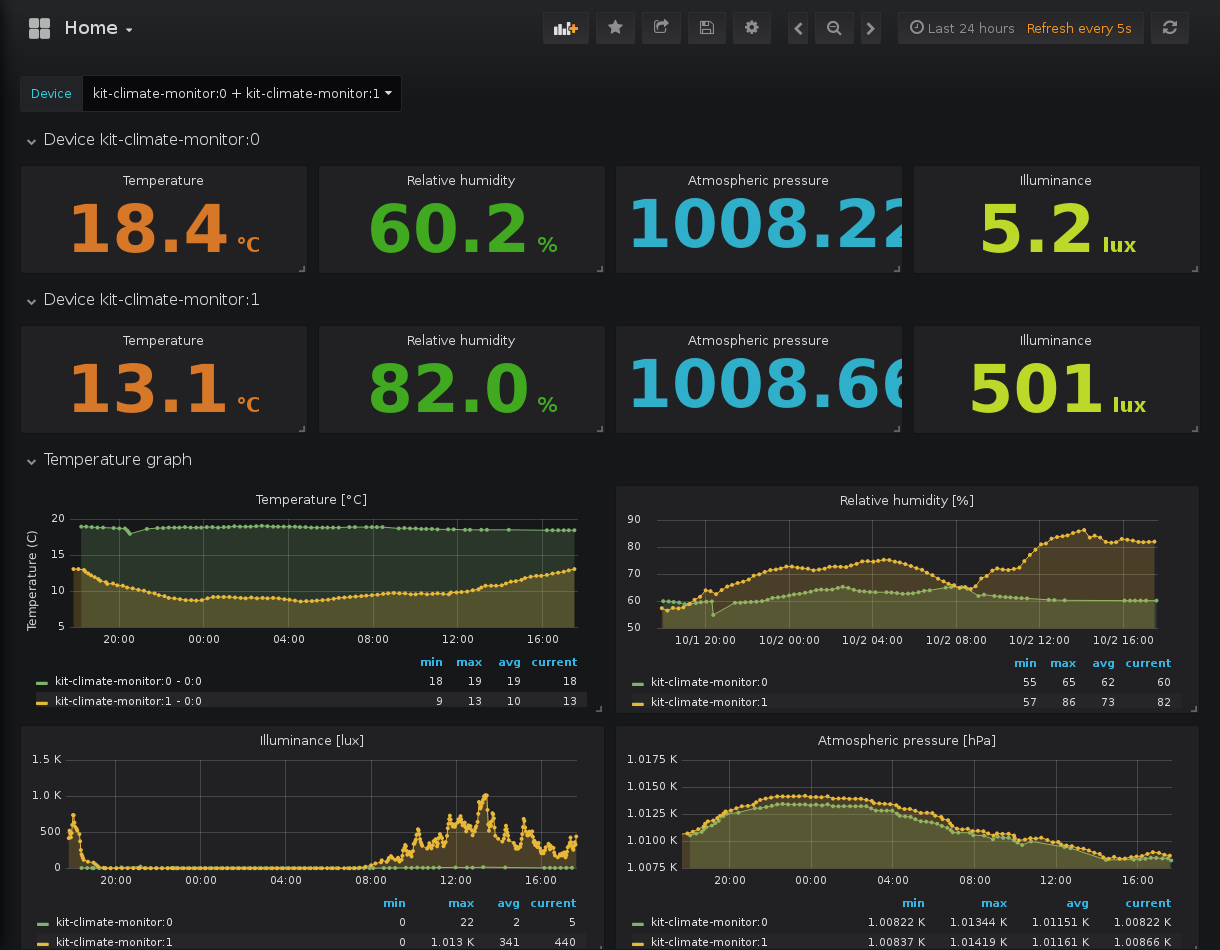 Home
Last 24 hours Refresh every 5s
Device kit-climate-monitor:0 + kit-climate-monitor:1
Device kit-climate-monitor:0
Temperature Relative humidity Atmospheric pressure Illuminance
18.4 °C 60.2 % 1008.22 5.2 lux
Device kit-climate-monitor:1
Temperature Relative humidity Atmospheric pressure Illuminance
13.1 °C 82.0 % 1008.66 501 lux
Temperature graph
Temperature [°C]
Temperature (C)
20
15
10
5
20:00 00:00 04:00 08:00 12:00 16:00
min max avg current
kit-climate-monitor:0 - 0:0 18 19 19 18
kit-climate-monitor:1 - 0:0 9 13 10 13
Relative humidity [%]
90
80
70
60
50
10/1 20:00 10/2 00:00 10/2 04:00 10/2 08:00 10/2 12:00 10/2 16:00
min max avg current
kit-climate-monitor:0 55 65 62 60
kit-climate-monitor:1 57 86 73 82
Illuminance [lux]
1.5 K
1.0 K
500
0
20:00 00:00 04:00 08:00 12:00 16:00
min max avg current
kit-climate-monitor:0 0 22 2 5
kit-climate-monitor:1 0 1.013 K 341 440
Atmospheric pressure [hPa]
1.0175 K
1.0150 K
1.0125 K
1.0100 K
1.0075 K
20:00 00:00 04:00 08:00 12:00 16:00
min max avg current
kit-climate-monitor:0 1.00822 K 1.01344 K 1.01151 K 1.00822 K
kit-climate-monitor:1 1.00837 K 1.01419 K 1.01161 K 1.00866 K